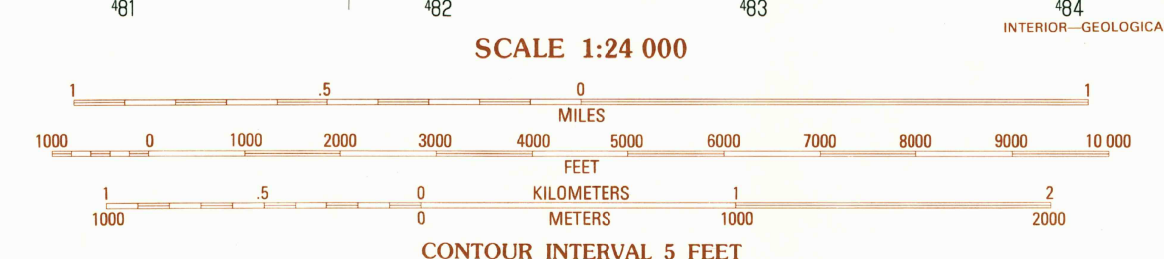 ⁴81 ⁴82 ⁴83 ⁴84
INTERIOR—GEOLOGICA
SCALE 1:24 000
1 .5 0 1
MILES
1000 0 1000 2000 3000 4000 5000 6000 7000 8000 9000 10 000
FEET
1 .5 0 KILOMETERS 1 2
1000 0 METERS 1000 2000
CONTOUR INTERVAL 5 FEET